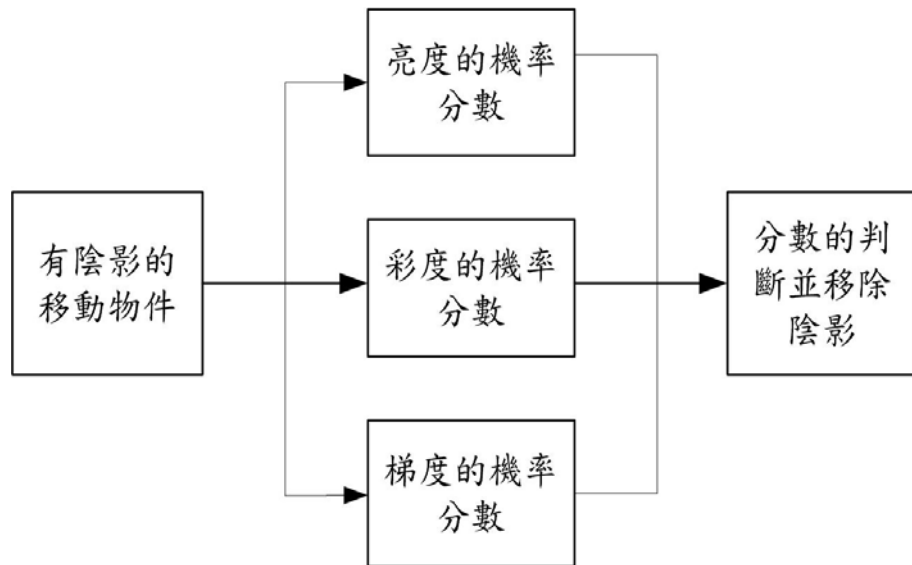 亮度的機率
分數
有陰影的
移動物件
彩度的機率
分數
分數的判
斷並移除
陰影
梯度的機率
分數